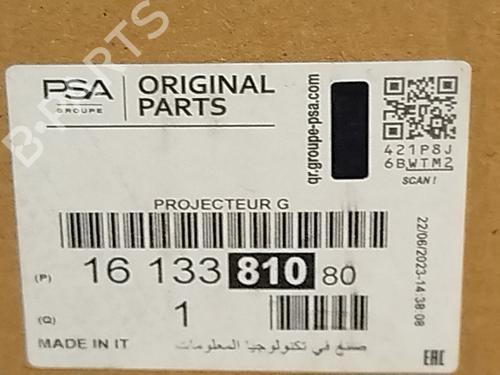 B-PARTS
PSA
GROUPE
ORIGINAL
PARTS
qr.groupe-psa.com
421P8J
6BWTM2
SCAN!
PROJECTEUR G
22/06/2023-14:38:08
(P) 16 133 810 80
(Q) 1
MADE IN IT صنع في تكنولوجيا المعلومات
EAC